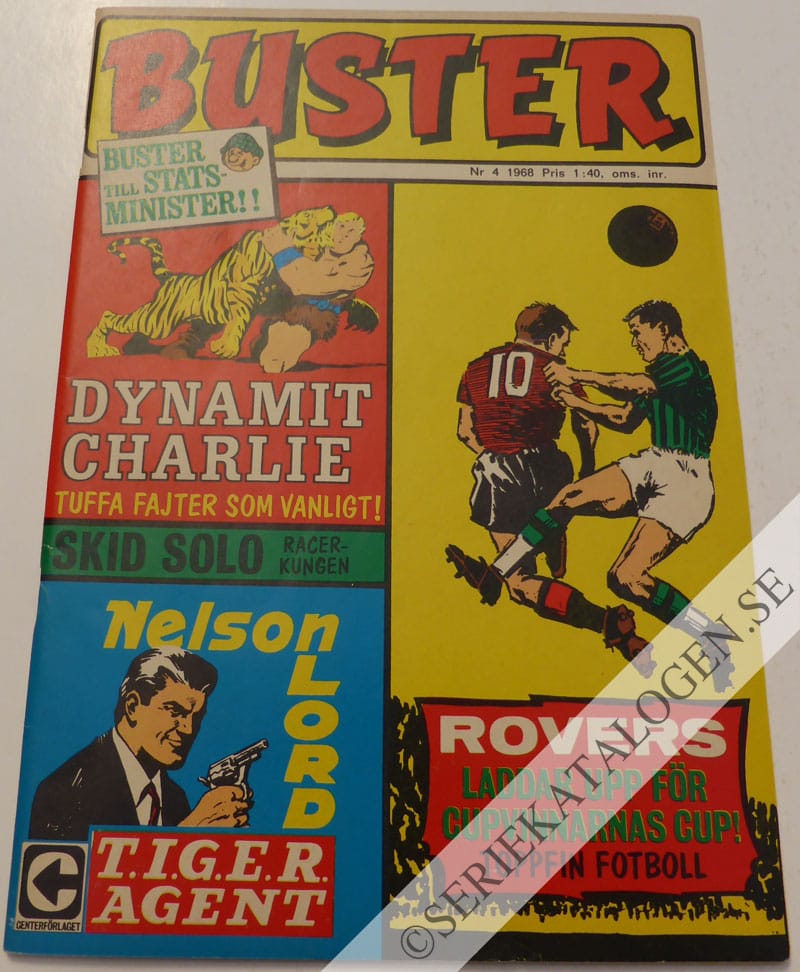 BUSTER
Nr 4 1968 Pris 1:40, oms. inr.
BUSTER
TILL STATS-
MINISTER!!
DYNAMIT
CHARLIE
TUFFA FAJTER SOM VANLIGT!
SKID SOLO RACER-
KUNGEN
10
Nelson
LORD
T.I.G.E.R.
AGENT
CENTERFÖRLAGET
ROVERS
LADDAR UPP FÖR
CUPVINNARNAS CUP!
TOPPFIN FOTBOLL
©SERIEKATALOGEN.SE